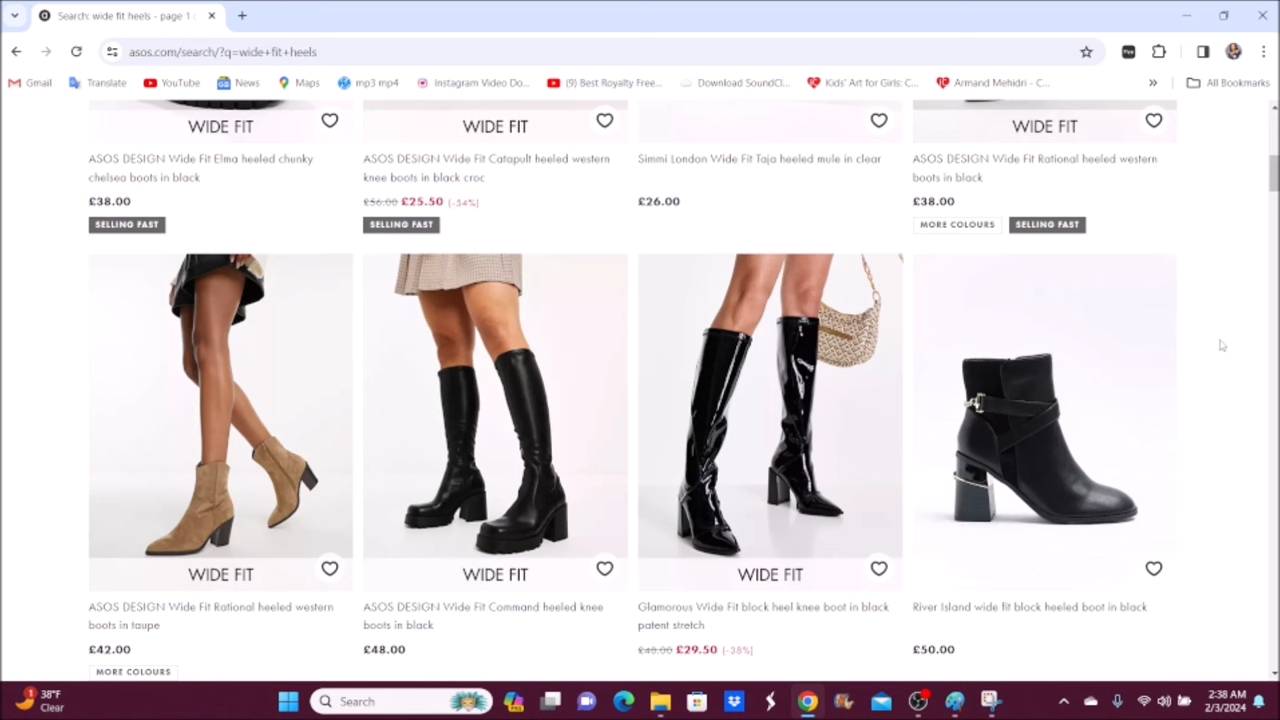 Search: wide fit heels - page 1
asos.com/search/?q=wide+fit+heels
Gmail
Translate
YouTube
News
Maps
mp3 mp4
Instagram Video Do...
(9) Best Royalty Free...
Download SoundCl...
Kids' Art for Girls: C...
Armand Mehidri – C...
»
All Bookmarks
WIDE FIT
WIDE FIT
WIDE FIT
ASOS DESIGN Wide Fit Elma heeled chunky
chelsea boots in black
£38.00
SELLING FAST
ASOS DESIGN Wide Fit Catapult heeled western
knee boots in black croc
£56.00 £25.50 (-54%)
SELLING FAST
Simmi London Wide Fit Taja heeled mule in clear
£26.00
ASOS DESIGN Wide Fit Rational heeled western
boots in black
£38.00
MORE COLOURS SELLING FAST
WIDE FIT
WIDE FIT
WIDE FIT
ASOS DESIGN Wide Fit Rational heeled western
boots in taupe
£42.00
MORE COLOURS
ASOS DESIGN Wide Fit Command heeled knee
boots in black
£48.00
Glamorous Wide Fit block heel knee boot in black
patent stretch
£48.00 £29.50 (-38%)
River Island wide fit block heeled boot in black
£50.00
1
38°F
Clear
Search
2:38 AM
2/3/2024